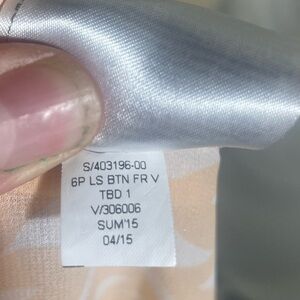 S/403196-00
6P LS BTN FR V
TBD 1
V/306006
SUM'15
04/15